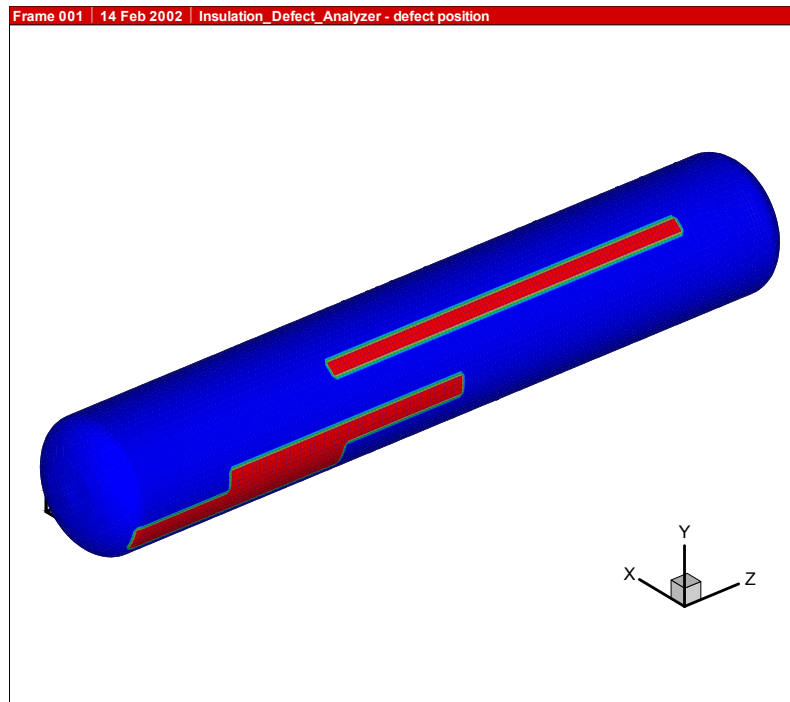 Frame 001 | 14 Feb 2002 | Insulation_Defect_Analyzer - defect position
Y
X
Z